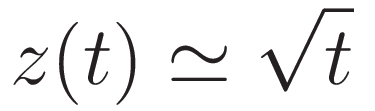 z(t) ≃ √t